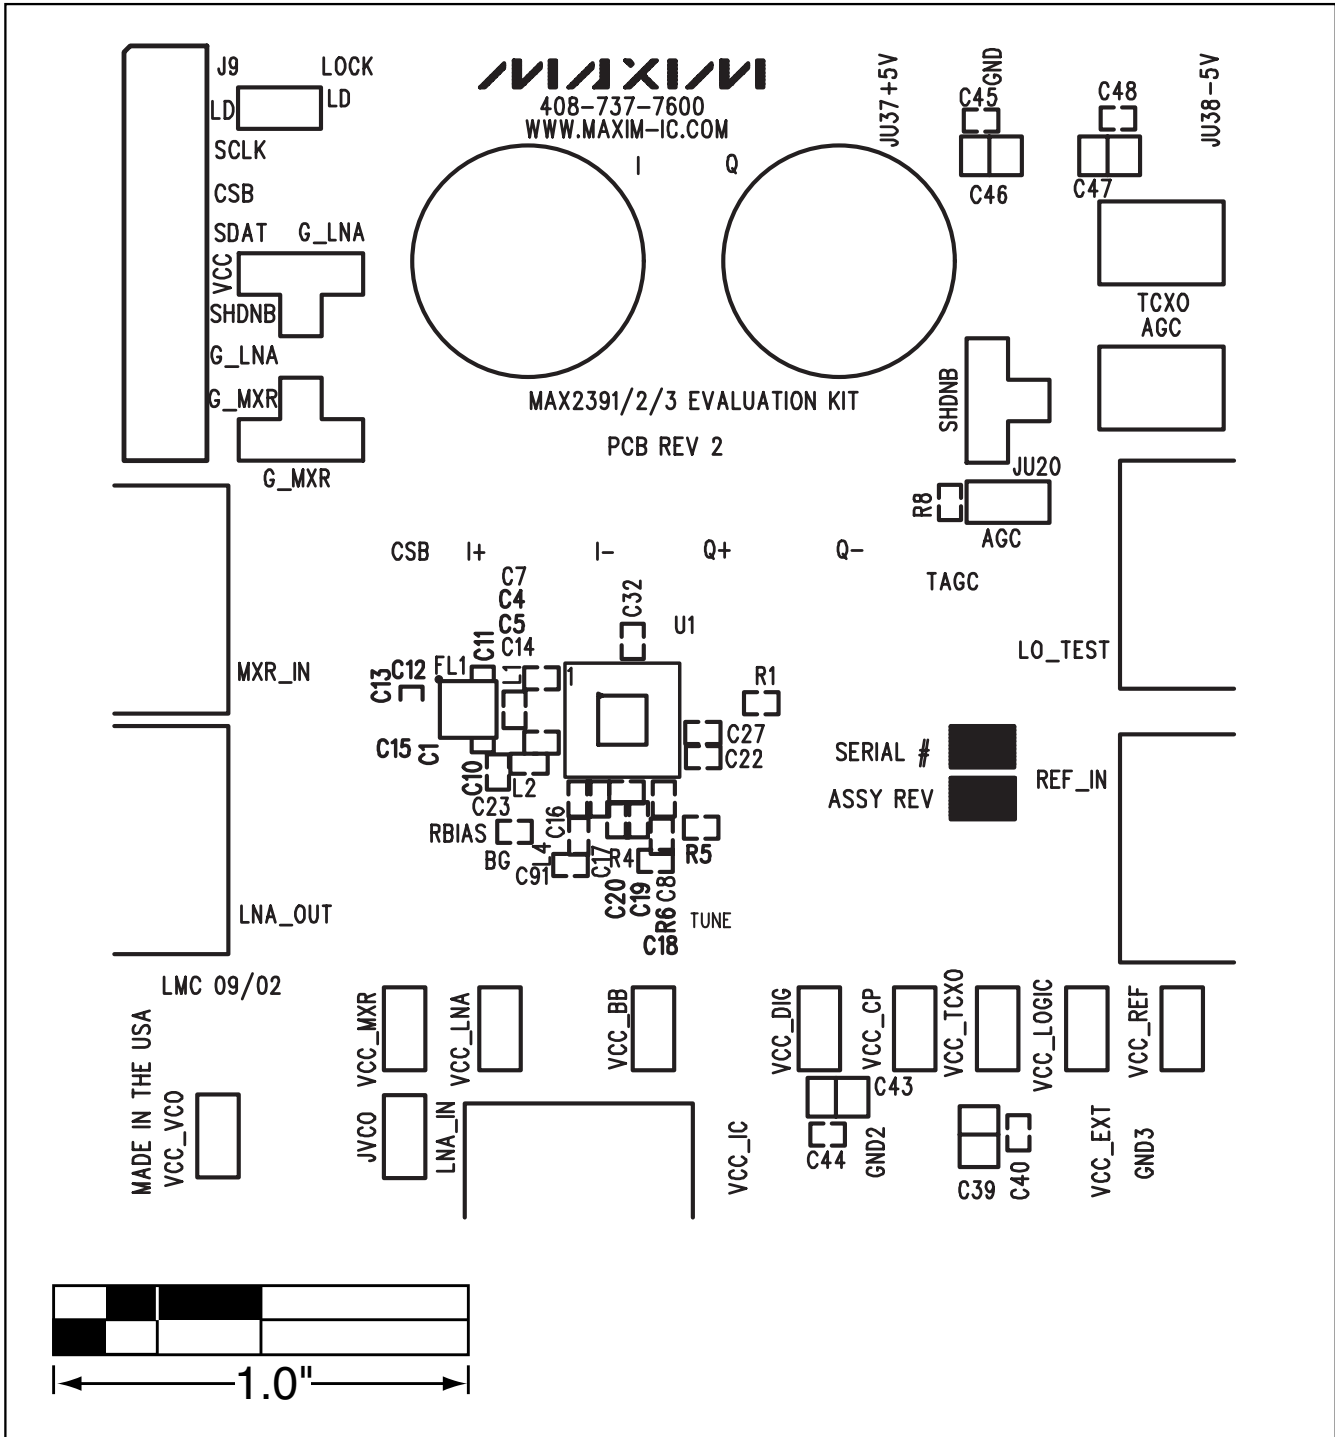 J9
LOCK
LD
LD
SCLK
CSB
SDAT
G_LNA
VCC
SHDNB
G_LNA
G_MXR
G_MXR
MAXIM
408-737-7600
WWW.MAXIM-IC.COM
I
Q
JU37+5V
GND
C45
C46
C48
C47
JU38-5V
TCXO
AGC
MAX2391/2/3 EVALUATION KIT
PCB REV 2
SHDNB
JU20
R8
AGC
CSB
I+
I-
Q+
Q-
TAGC
C7
C4
C5
C14
C32
U1
C11
FL1
L1
1
C12
C13
MXR_IN
LO_TEST
R1
C15
C1
C10
L2
C27
C22
SERIAL #
ASSY REV
REF_IN
C23
RBIAS
BG
C16
L4
C91
C17
R4
R5
C20
C19
C8
R6
C18
TUNE
LNA_OUT
LMC 09/02
MADE IN THE USA
VCC_VCO
VCC_MXR
JVCO
VCC_LNA
LNA_IN
VCC_BB
VCC_IC
VCC_DIG
VCC_CP
VCC_TCXO
VCC_LOGIC
VCC_REF
C43
C44
GND2
C39
C40
VCC_EXT
GND3
1.0"